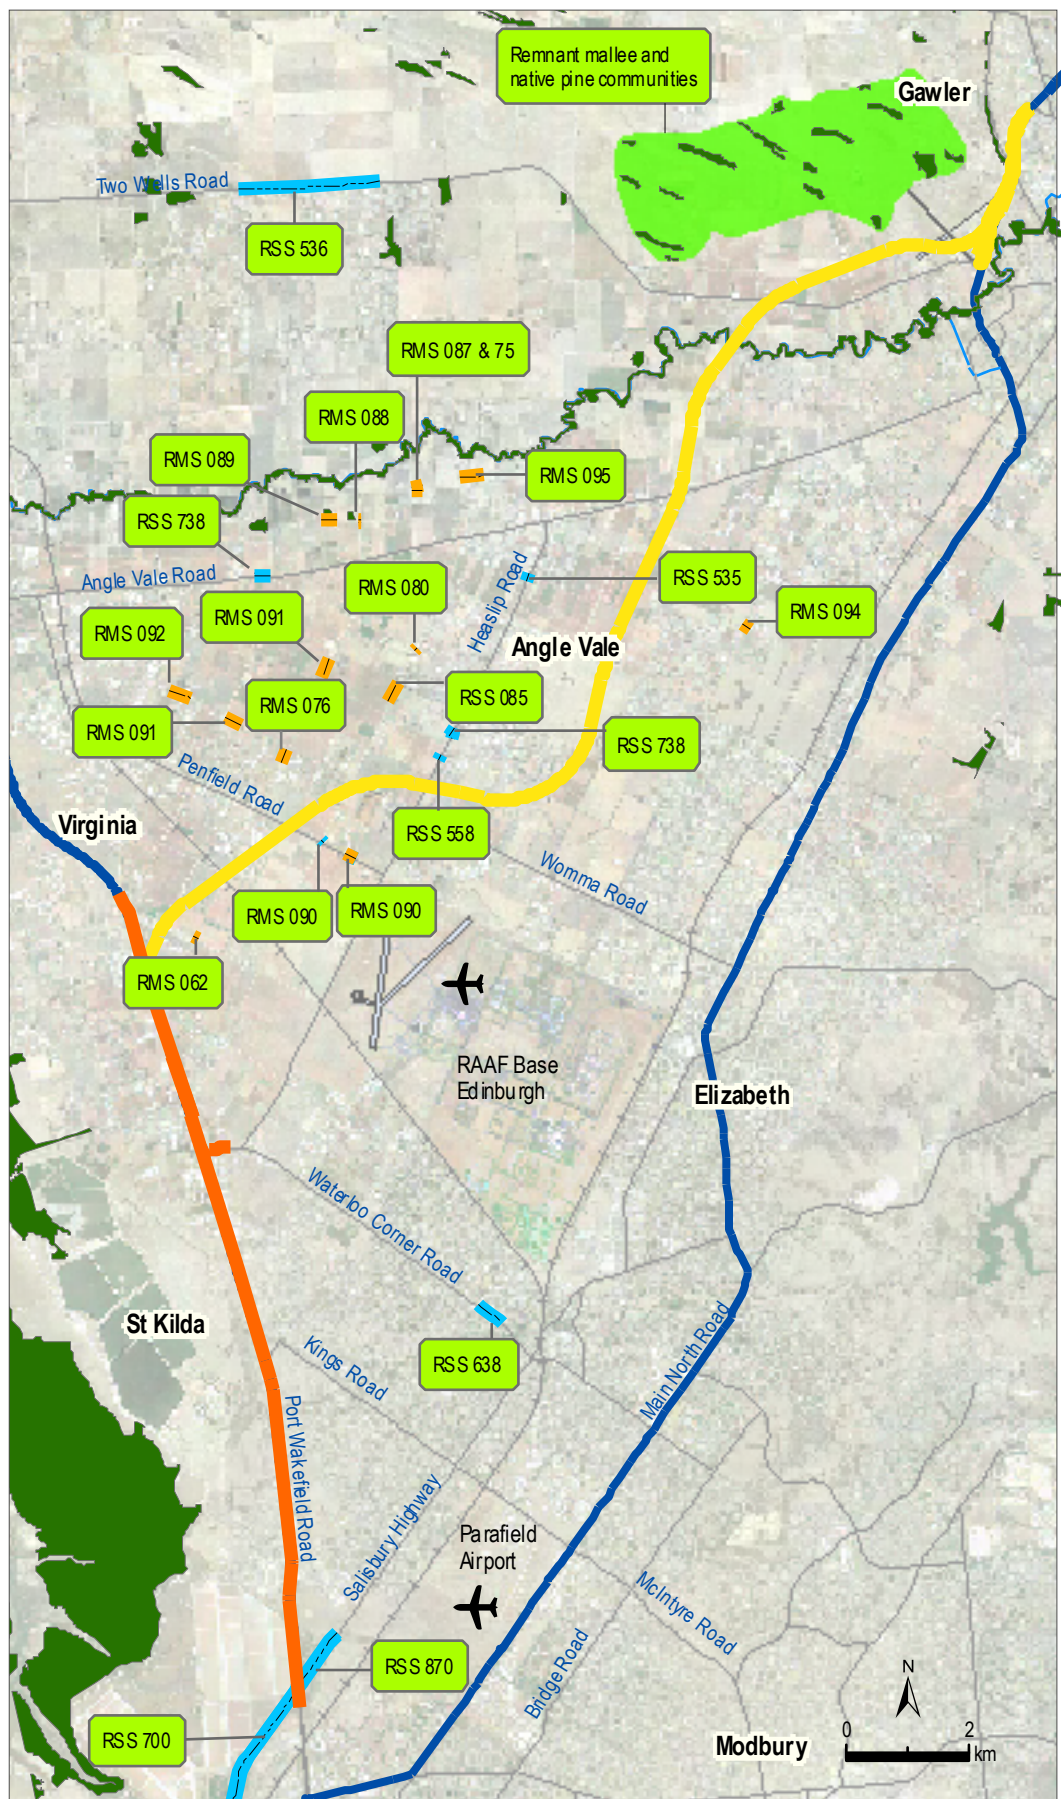 Remnant mallee and
native pine communities
Gawler
Two Wells Road
RSS 536
RMS 087 & 75
RMS 088
RMS 089
RMS 095
RSS 738
Angle Vale Road
RMS 080
Heaslip Road
RSS 535
RMS 094
RMS 091
RMS 092
Angle Vale
RMS 076
RSS 085
RMS 091
RSS 738
Penfield Road
Virginia
RSS 558
Womma Road
RMS 090
RMS 090
RMS 062
RAAF Base
Edinburgh
Elizabeth
Waterloo Corner Road
St Kilda
RSS 638
Kings Road
Main North Road
Port Wakefield Road
Salisbury Highway
Parafield
Airport
McIntyre Road
Bridge Road
RSS 870
RSS 700
Modbury
N
0 2
km